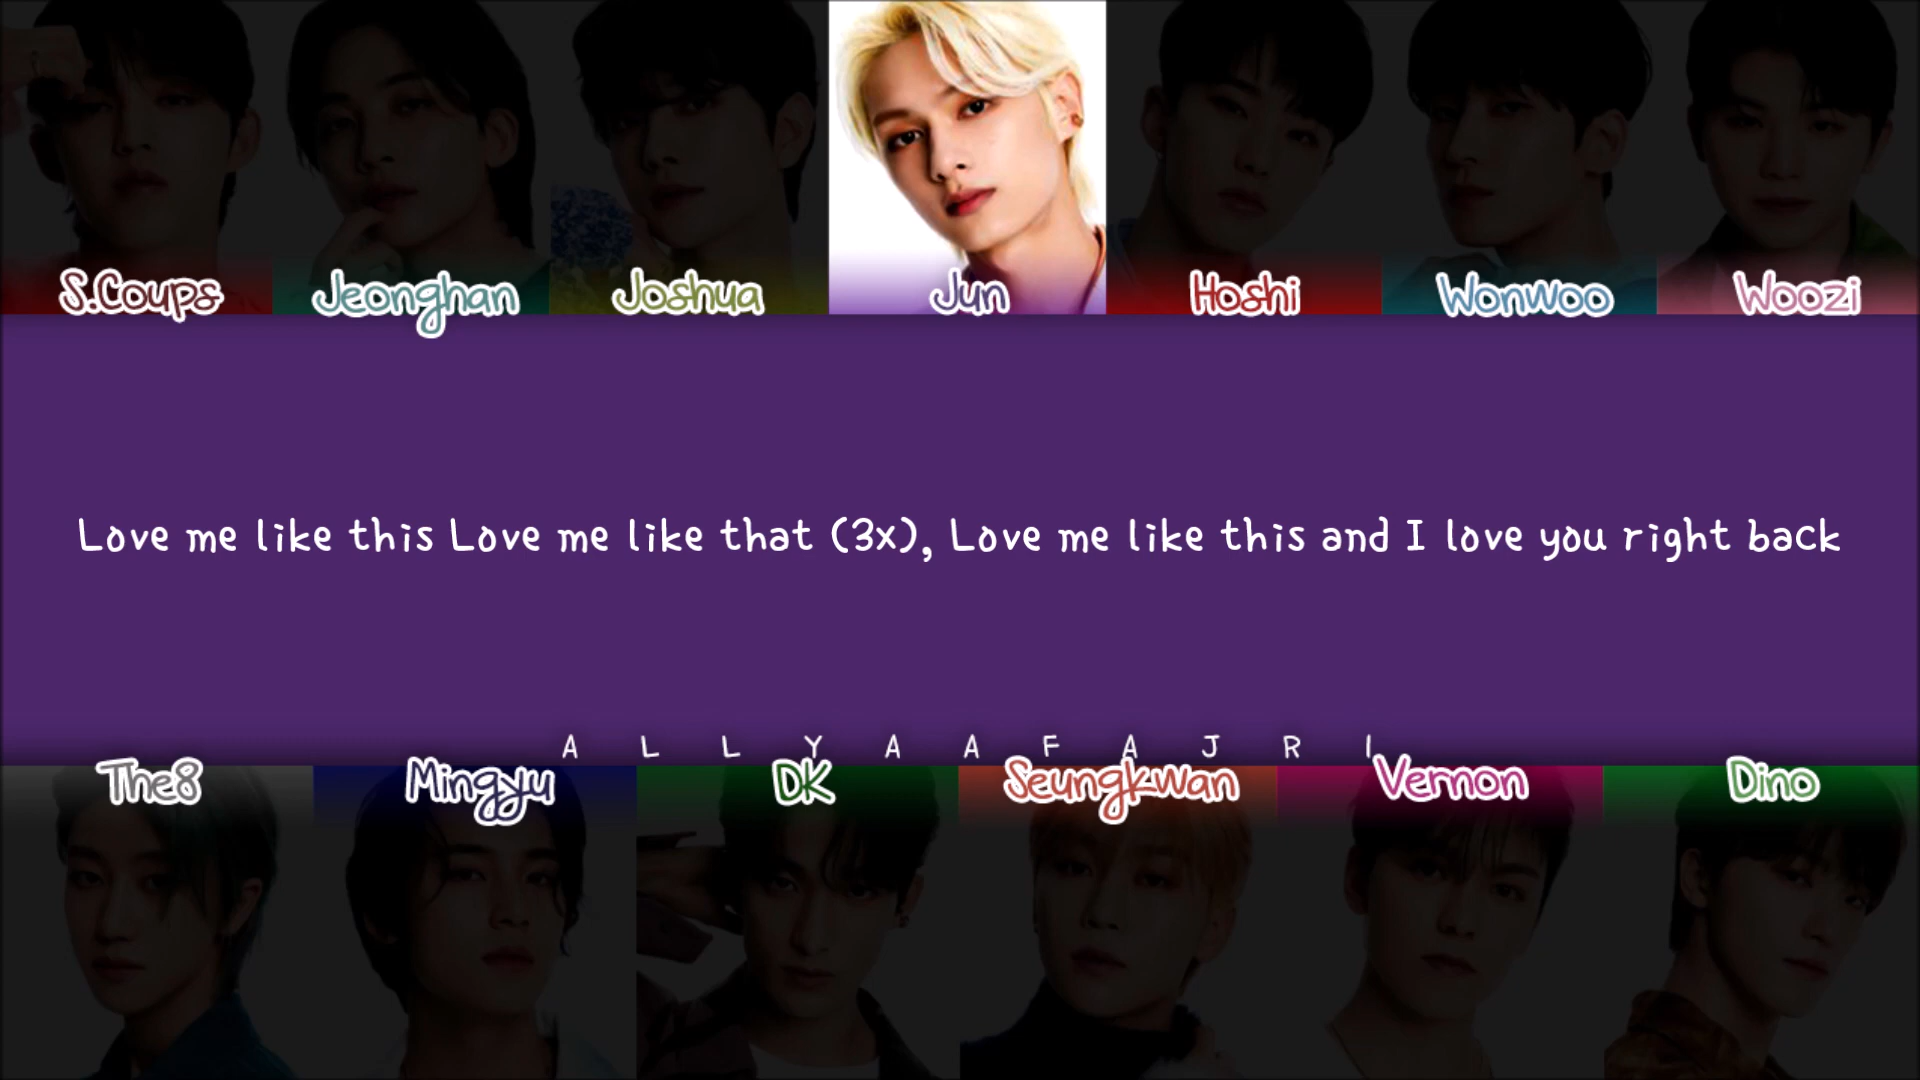 S.Coups Jeonghan Joshua Jun Hoshi Wonwoo Woozi
Love me like this Love me like that (3x), Love me like this and I love you right back
A L L Y A A F A J R I
The8 Mingyu DK Seungkwan Vernon Dino